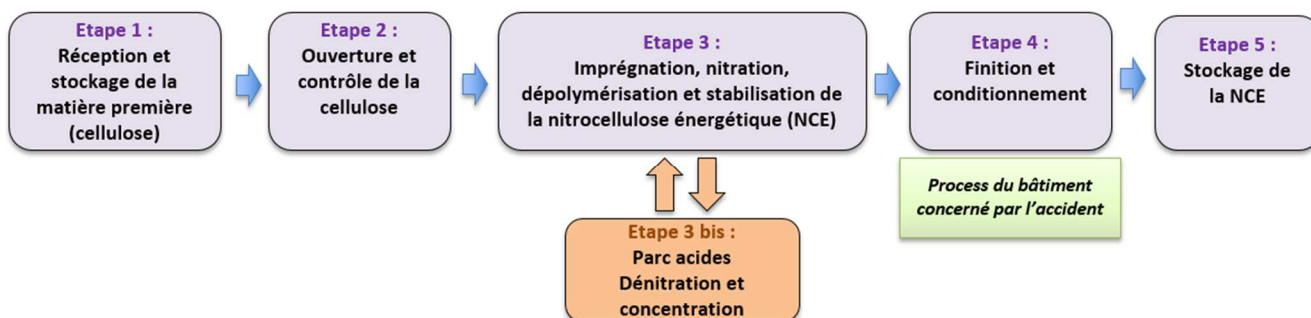 Etape 1 :
Réception et
stockage de la
matière première
(cellulose)
Etape 2 :
Ouverture et
contrôle de la
cellulose
Etape 3 :
Imprégnation, nitration,
dépolymérisation et stabilisation de
la nitrocellulose énergétique (NCE)
Etape 4 :
Finition et
conditionnement
Etape 5 :
Stockage de
la NCE
Process du bâtiment
concerné par l'accident
Etape 3 bis :
Parc acides
Dénitration et
concentration